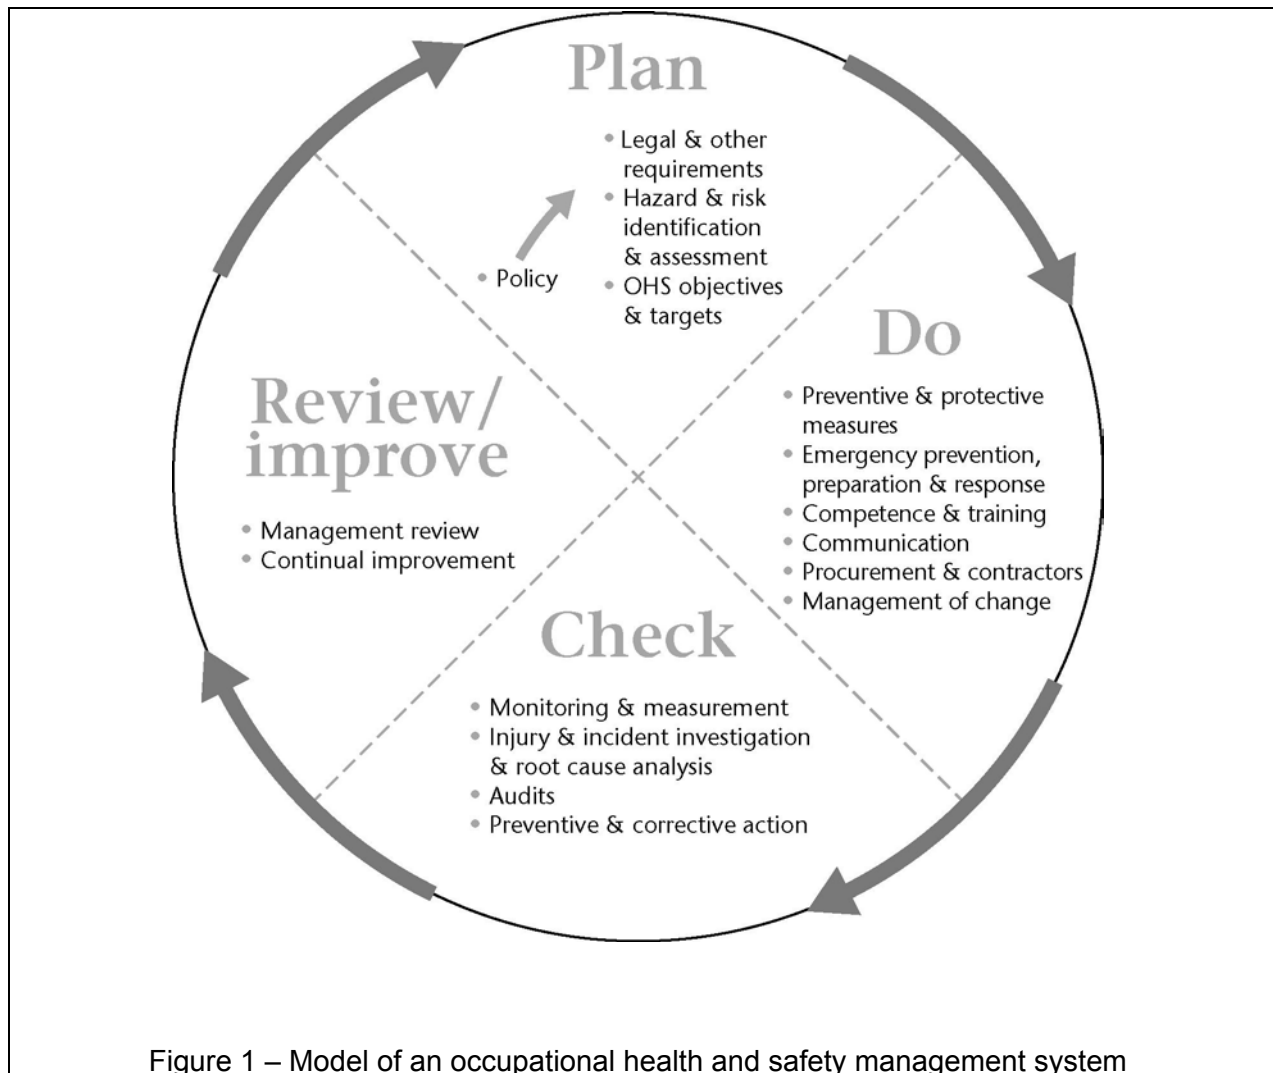 Plan
• Legal & other
requirements
• Hazard & risk
identification
& assessment
• Policy
• OHS objectives
& targets
Do
• Preventive & protective
measures
• Emergency prevention,
preparation & response
• Competence & training
• Communication
• Procurement & contractors
• Management of change
Review/
improve
• Management review
• Continual improvement
Check
• Monitoring & measurement
• Injury & incident investigation
& root cause analysis
• Audits
• Preventive & corrective action
Figure 1 – Model of an occupational health and safety management system